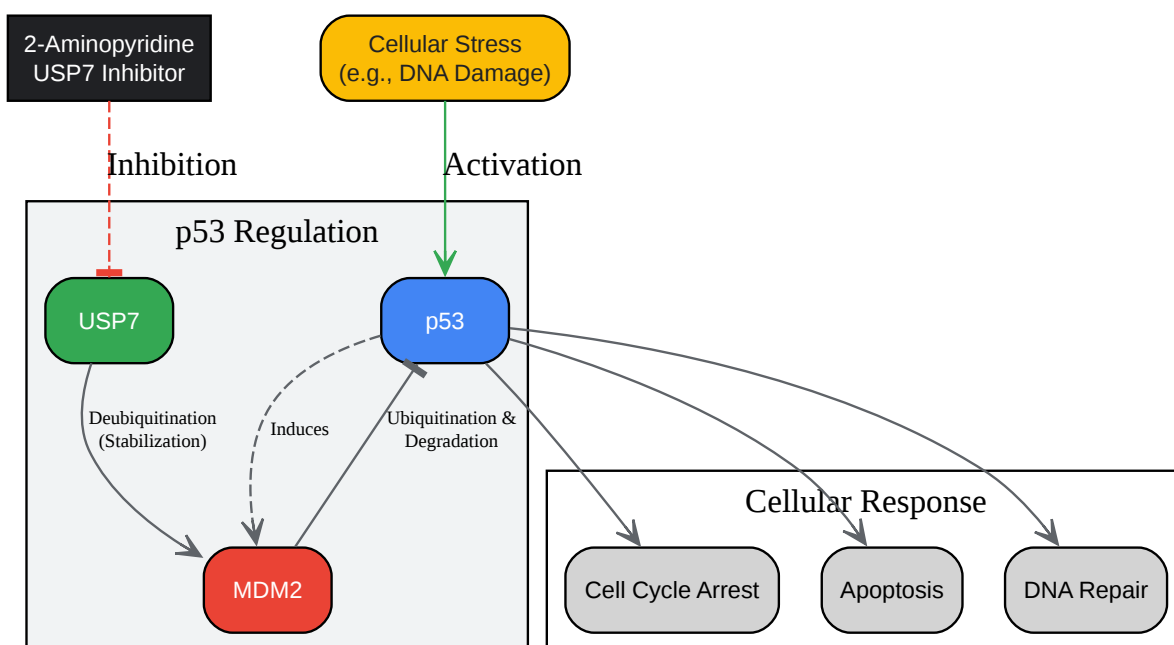 2-Aminopyridine
USP7 Inhibitor
Cellular Stress
(e.g., DNA Damage)
Inhibition
Activation
p53 Regulation
USP7
p53
Deubiquitination
(Stabilization)
Induces
Ubiquitination &
Degradation
Cellular Response
MDM2
Cell Cycle Arrest
Apoptosis
DNA Repair